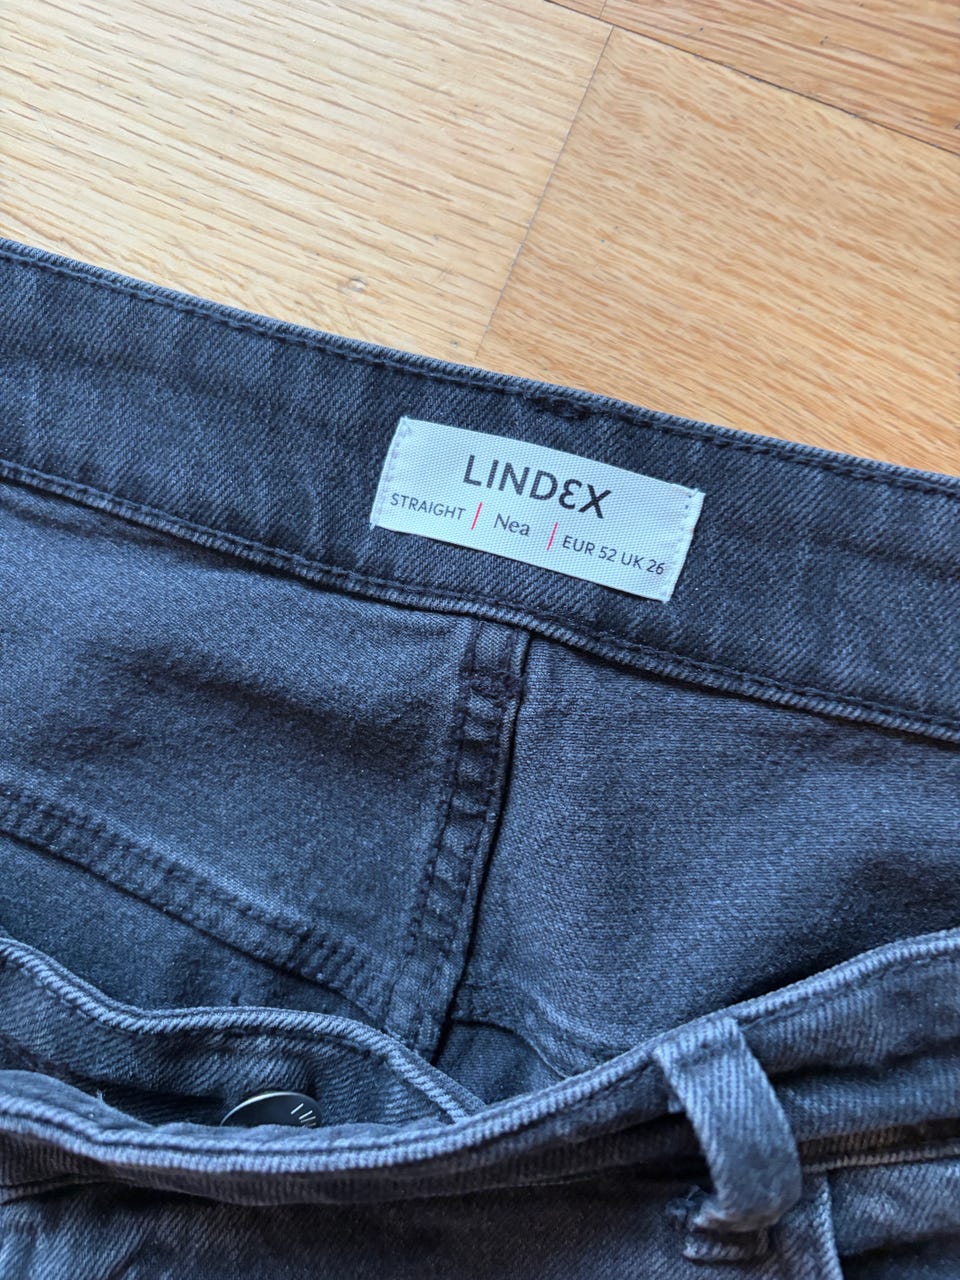 LINDEX
STRAIGHT | Nea | EUR 52 UK 26